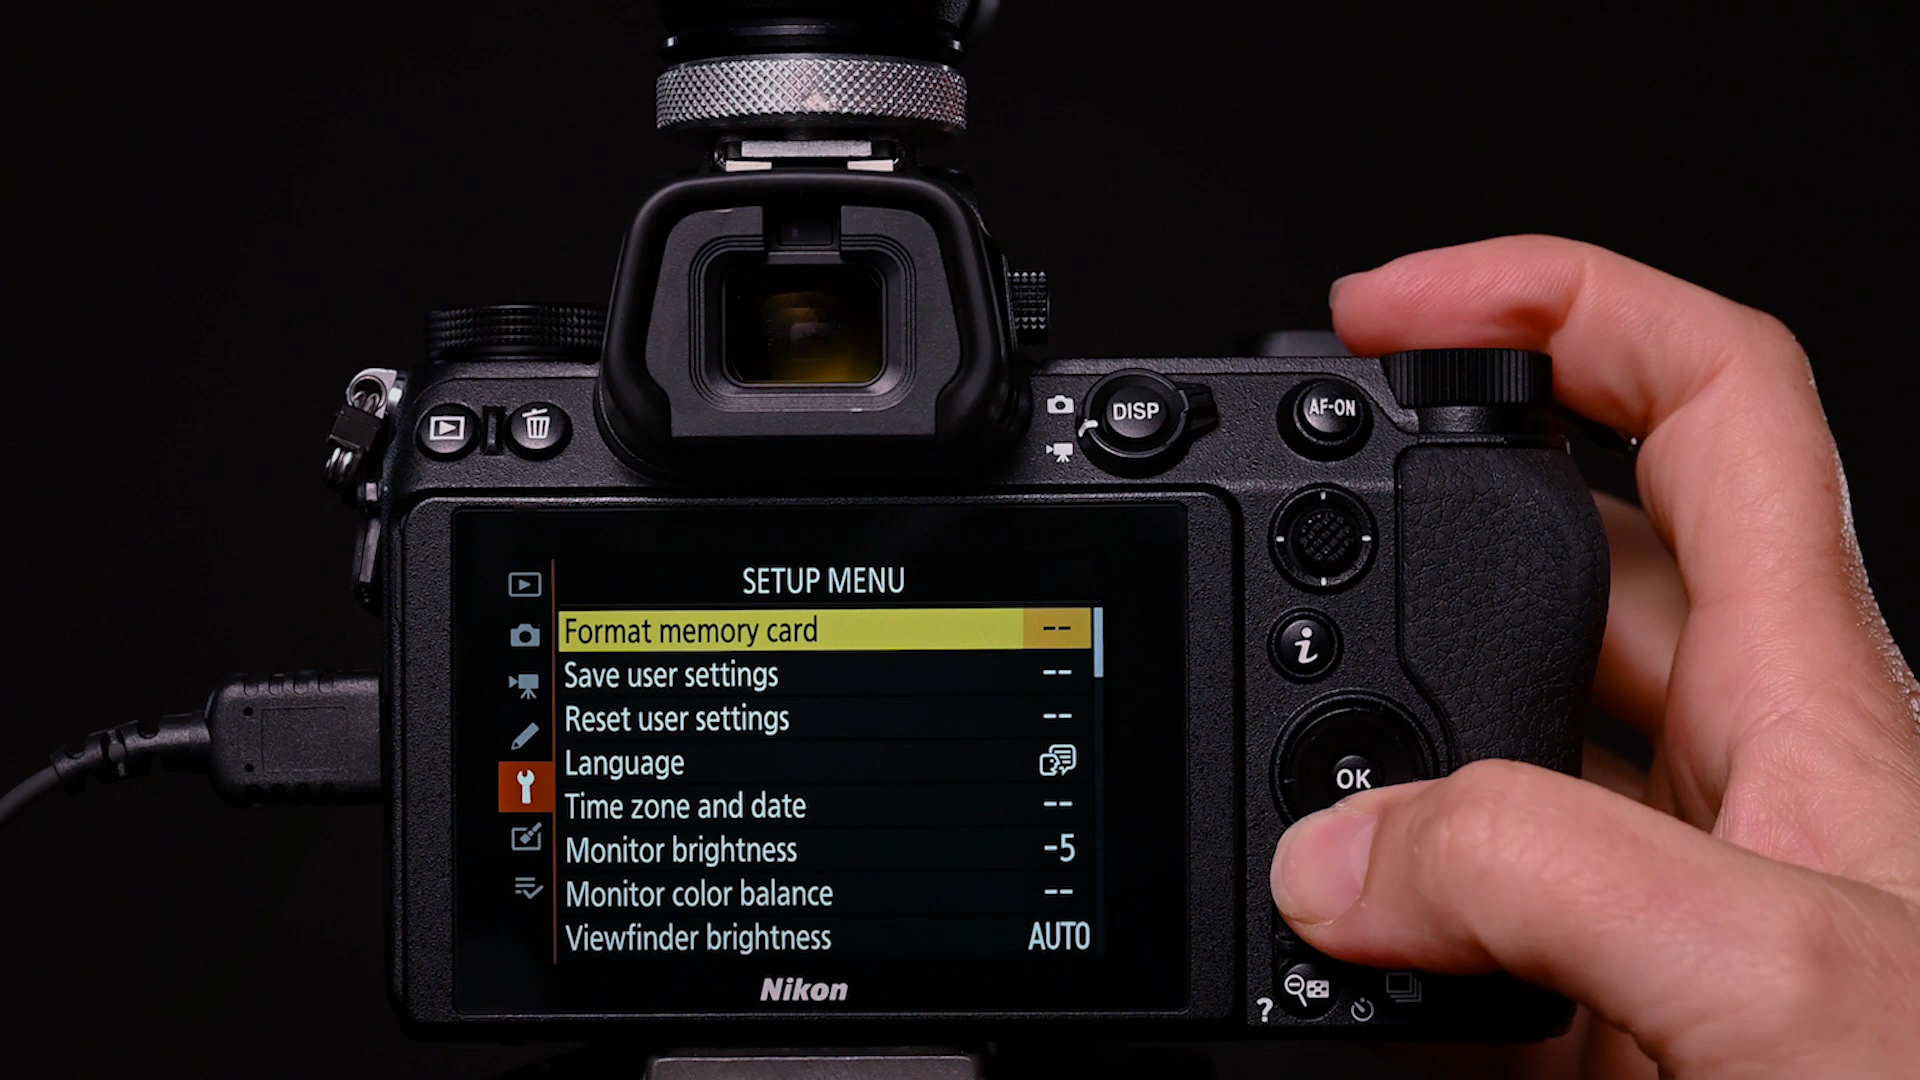 DISP
AF-ON
SETUP MENU
Format memory card --
Save user settings --
Reset user settings --
Language
Time zone and date --
Monitor brightness -5
Monitor color balance --
Viewfinder brightness AUTO
i
OK
Nikon
?